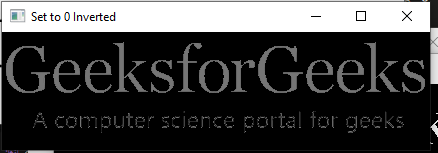 Set to 0 Inverted
GeeksforGeeks
A computer science portal for geeks